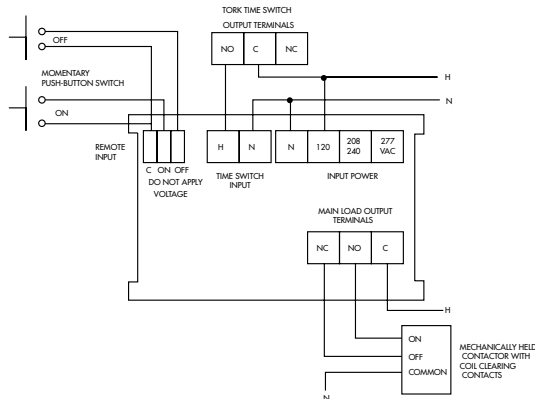 TORK TIME SWITCH
OUTPUT TERMINALS
NO
C
NC
OFF
MOMENTARY
PUSH-BUTTON SWITCH
ON
H
N
REMOTE
INPUT
C ON OFF
DO NOT APPLY
VOLTAGE
H
N
TIME SWITCH
INPUT
N
120
208
240
277
VAC
INPUT POWER
MAIN LOAD OUTPUT
TERMINALS
NC
NO
C
H
ON
OFF
COMMON
MECHANICALLY HELD
CONTACTOR WITH
COIL CLEARING
CONTACTS
N